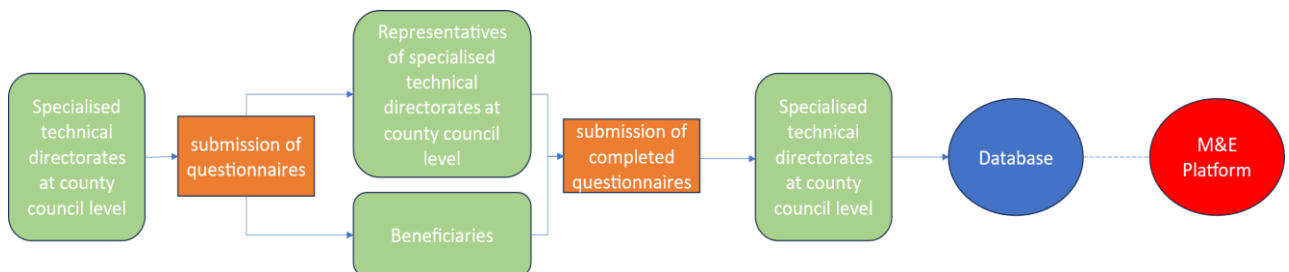 Specialised
technical
directorates
at county
council level
submission of
questionnaires
Representatives
of specialised
technical
directorates at
county council
level
Beneficiaries
submission of
completed
questionnaires
Specialised
technical
directorates
at county
council level
Database
M&E
Platform